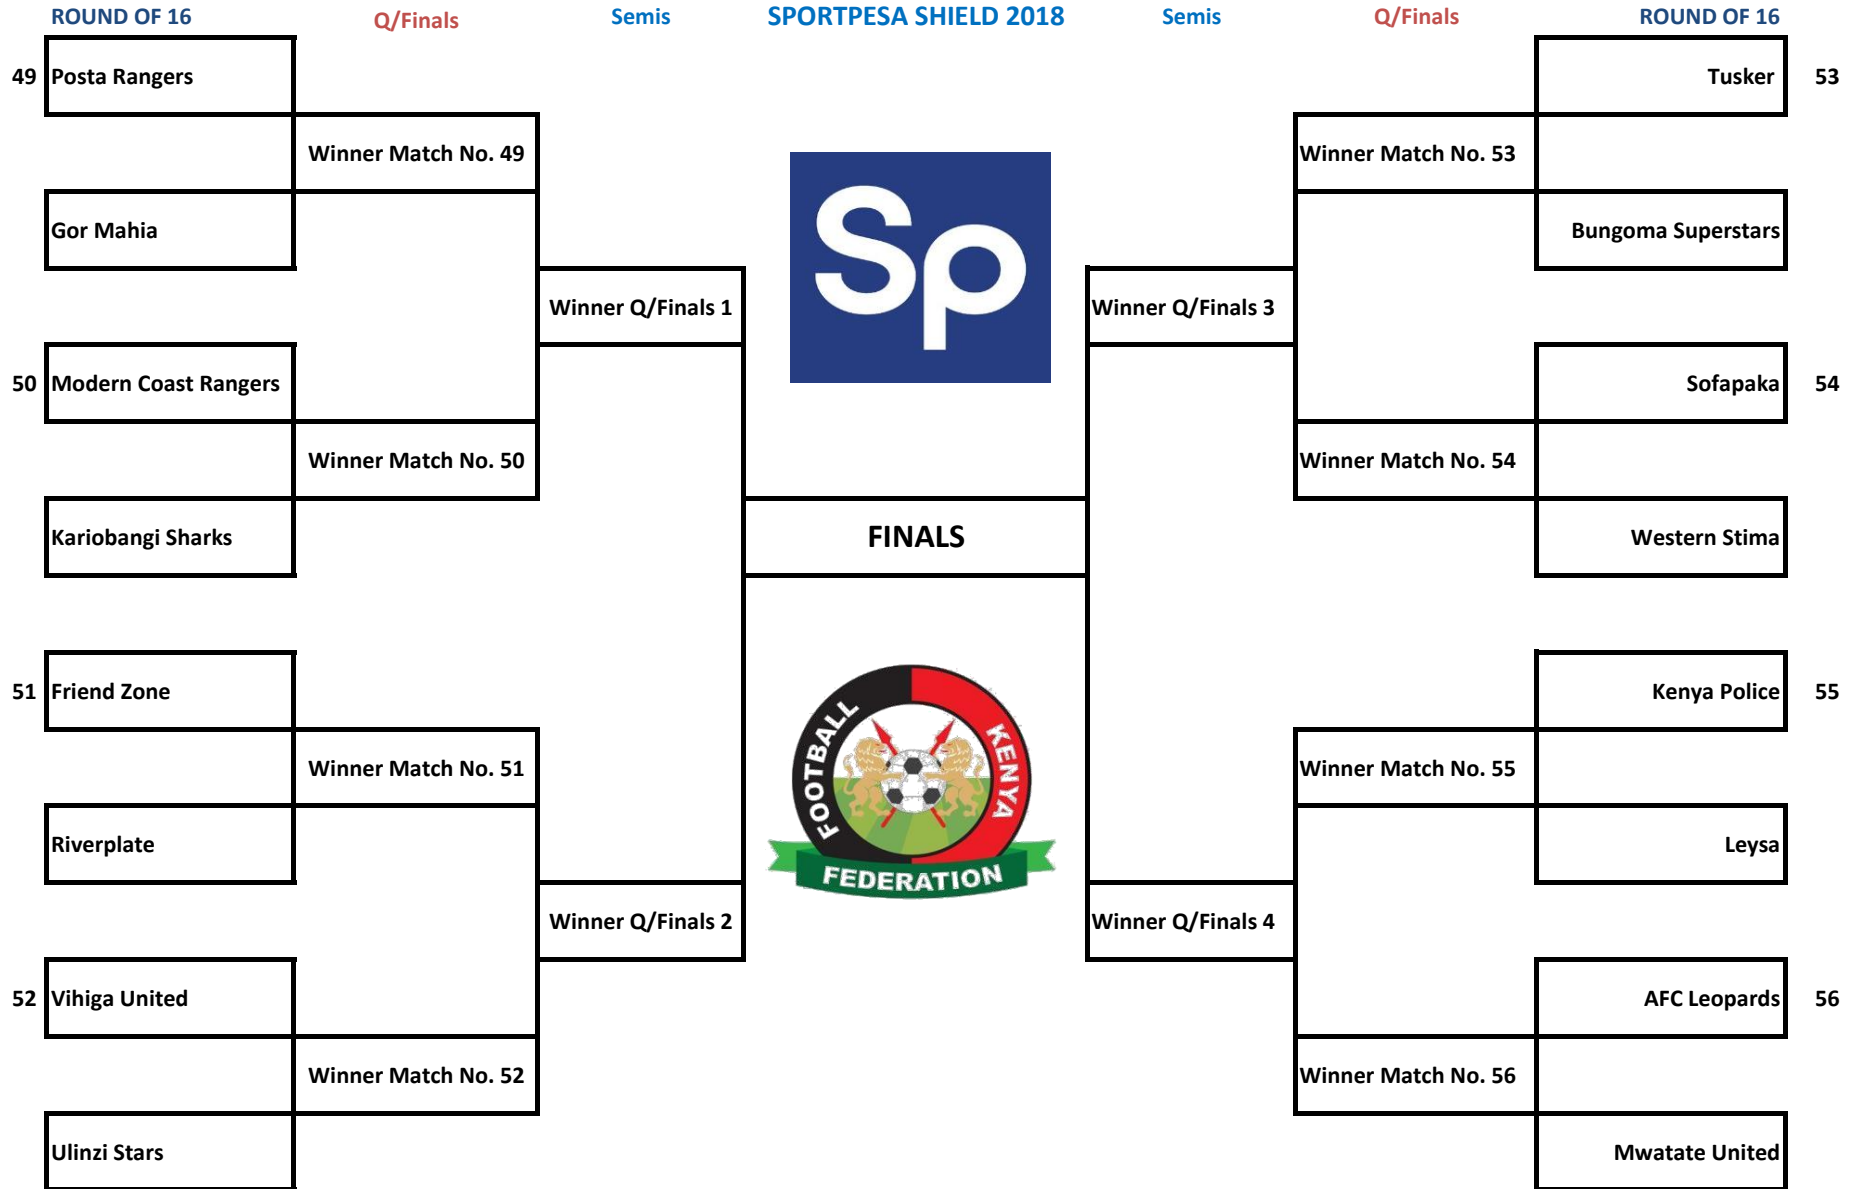 ROUND OF 16 Q/Finals Semis SPORTPESA SHIELD 2018 Semis Q/Finals ROUND OF 16
49 Posta Rangers Tusker 53
Winner Match No. 49 Winner Match No. 53
Gor Mahia Bungoma Superstars
Sp
Winner Q/Finals 1 Winner Q/Finals 3
50 Modern Coast Rangers Sofapaka 54
Winner Match No. 50 Winner Match No. 54
Kariobangi Sharks FINALS Western Stima
51 Friend Zone Kenya Police 55
Winner Match No. 51 Winner Match No. 55
FOOTBALL KENYA
Riverplate Leysa
FEDERATION
Winner Q/Finals 2 Winner Q/Finals 4
52 Vihiga United AFC Leopards 56
Winner Match No. 52 Winner Match No. 56
Ulinzi Stars Mwatate United